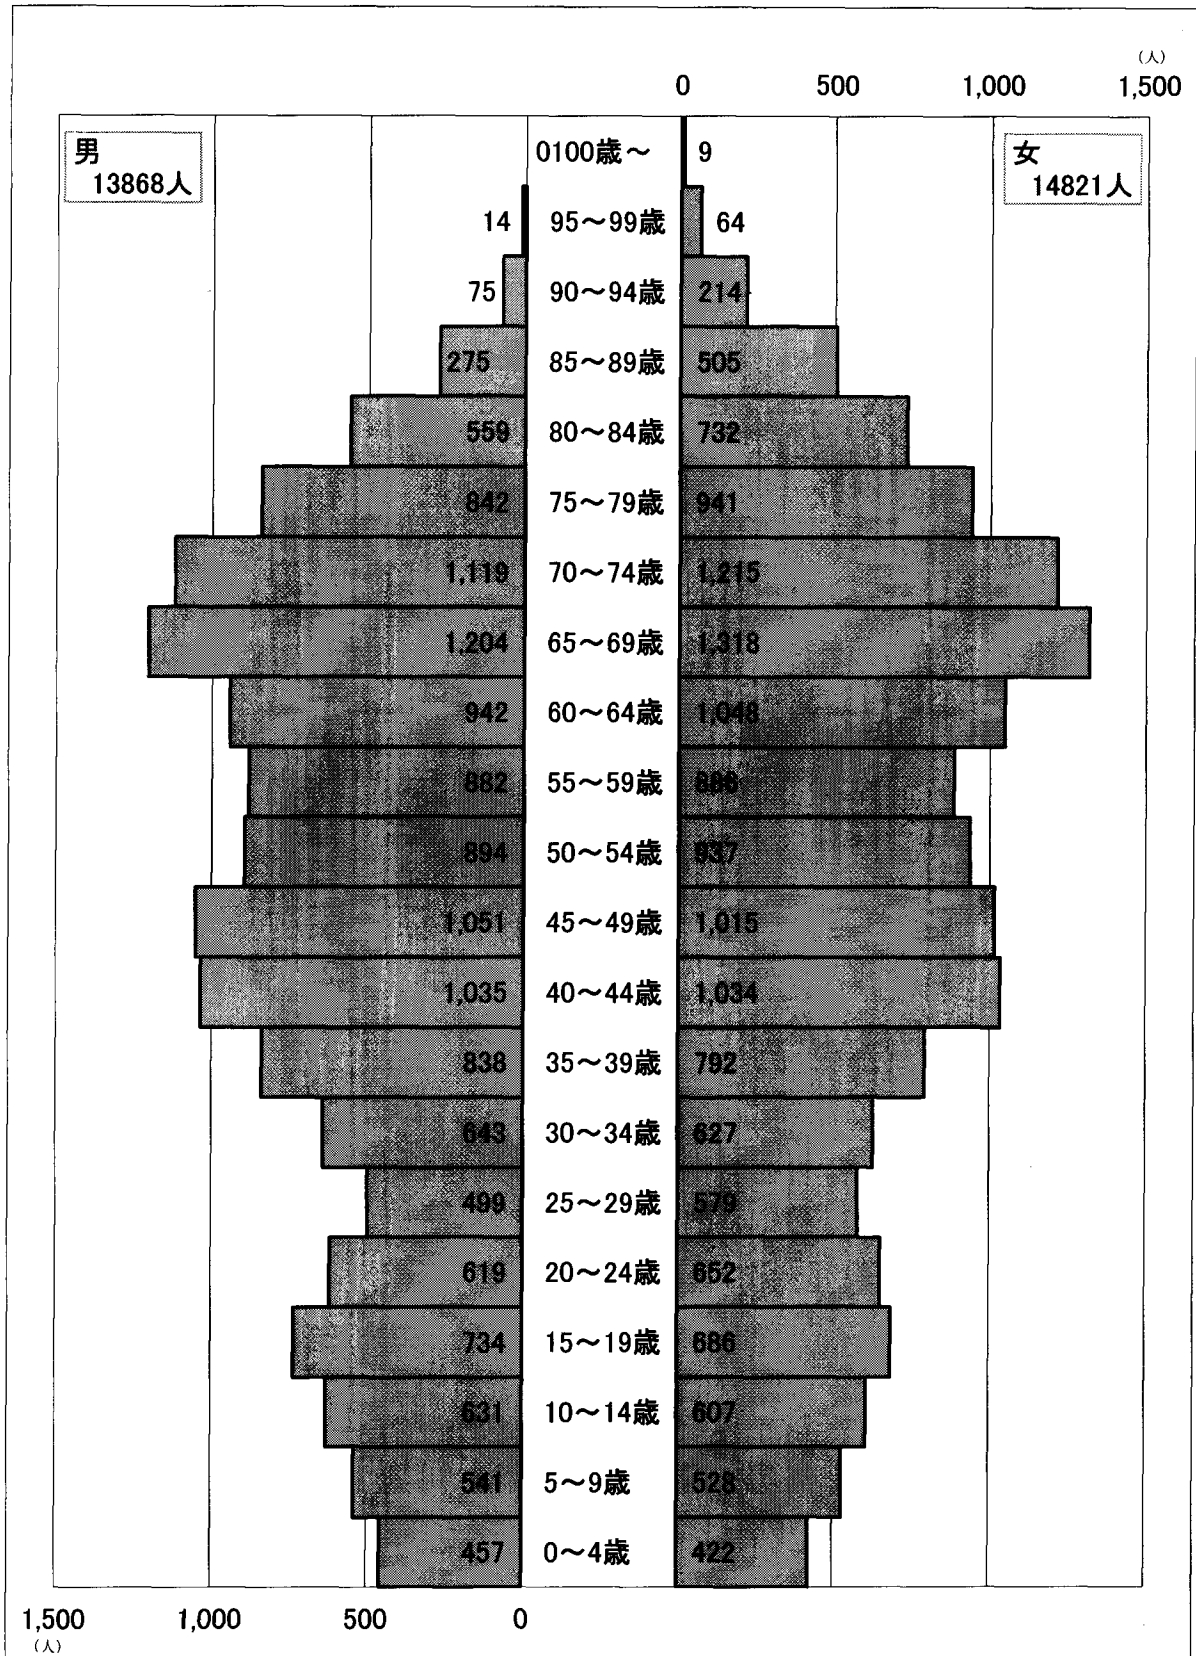 (人)
0 500 1,000 1,500
男
13868人
女
14821人
0100歳～ 9
14 95～99歳 64
75 90～94歳 214
275 85～89歳 505
559 80～84歳 732
842 75～79歳 941
1,119 70～74歳 1,215
1,204 65～69歳 1,318
942 60～64歳 1,048
882 55～59歳 896
894 50～54歳 937
1,051 45～49歳 1,015
1,035 40～44歳 1,034
838 35～39歳 792
643 30～34歳 627
499 25～29歳 579
619 20～24歳 652
734 15～19歳 686
631 10～14歳 607
541 5～9歳 528
457 0～4歳 422
1,500 1,000 500 0
(人)